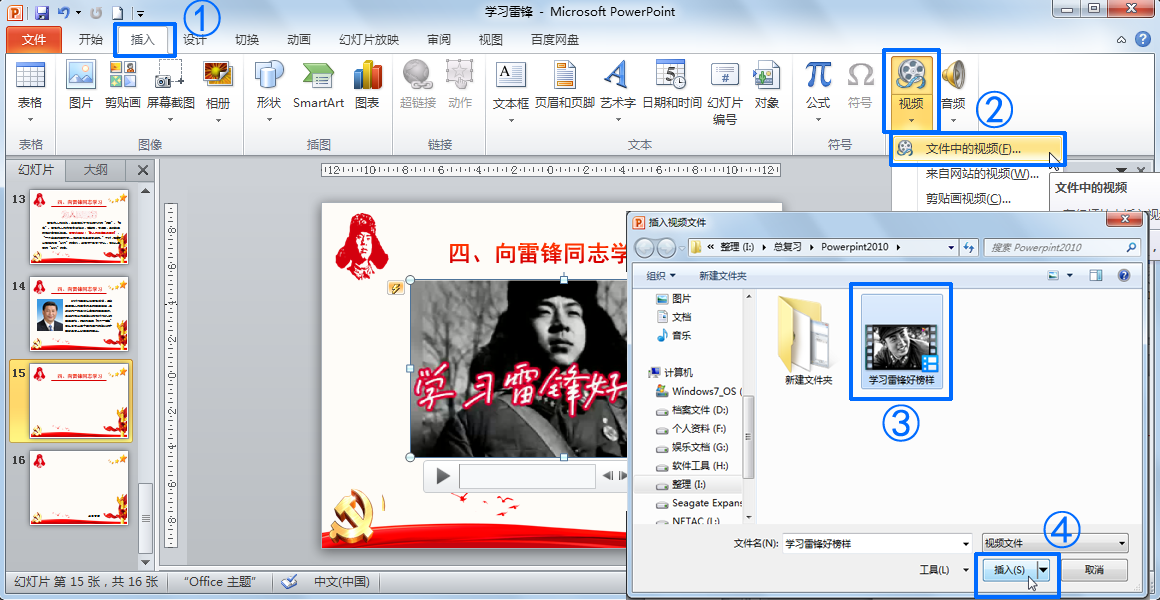 学习雷锋 - Microsoft PowerPoint
①
文件 开始 插入 设计 切换 动画 幻灯片放映 审阅 视图 百度网盘
表格 图片 剪贴画 屏幕截图 相册 形状 SmartArt 图表 超链接 动作 文本框 页眉和页脚 艺术字 日期和时间 幻灯片编号 对象 公式 符号 视频 音频
表格 图像 插图 链接 文本 符号
②
文件中的视频(F)...
来自网站的视频(W)...
剪贴画视频(C)...
文件中的视频
幻灯片 大纲
13
14
15
四、向雷锋同志学习
16
四、向雷锋同志学
学习雷锋好
插入视频文件
« 整理 (I:) 总复习 Powerpint2010
搜索 Powerpint2010
组织 新建文件夹
图片
文档
音乐
计算机
Windows7_OS (
档案文件 (D:)
个人资料 (F:)
娱乐文档 (G:)
软件工具 (H:)
整理 (I:)
Seagate Expans
NETAC (L:)
新建文件夹
学习雷锋好榜样
③
文件名(N): 学习雷锋好榜样
视频文件
④
工具(L) 插入(S) 取消
幻灯片 第 15 张，共 16 张 “Office 主题” 中文(中国)